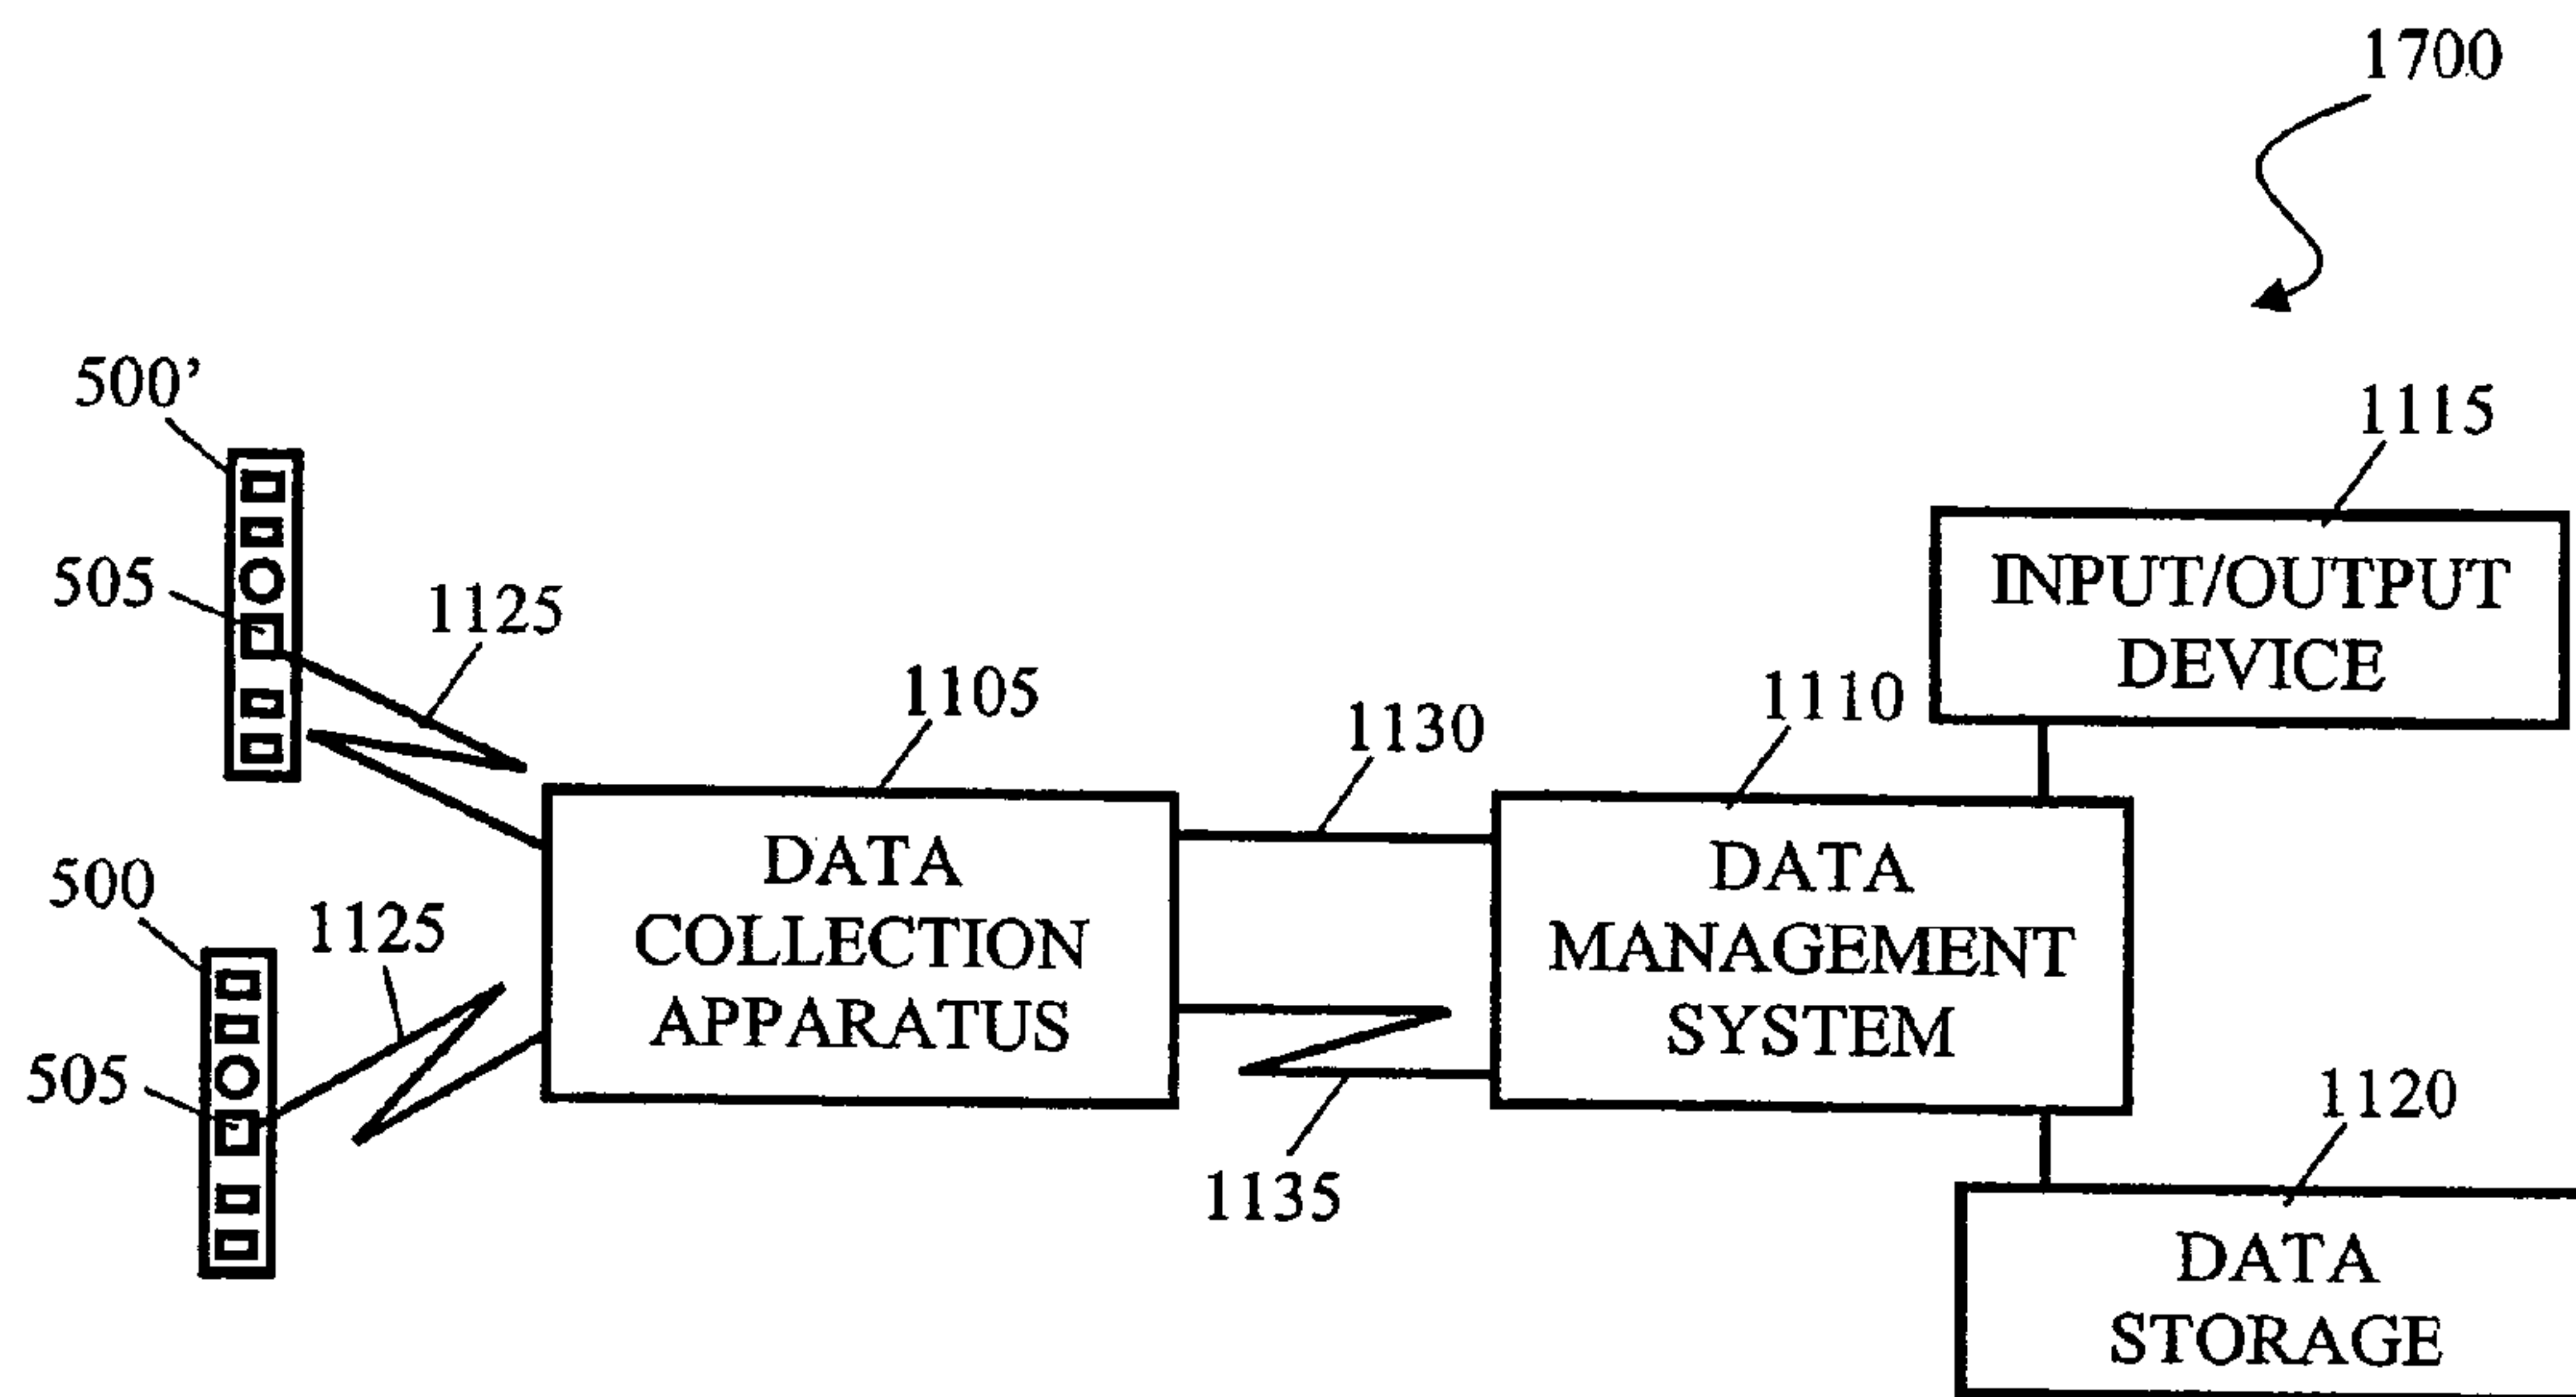 1700
500’
1115
505
1125
INPUT/OUTPUT
DEVICE
1105
1130
1110
DATA
COLLECTION
APPARATUS
DATA
MANAGEMENT
SYSTEM
500
1125
505
1135
1120
DATA
STORAGE